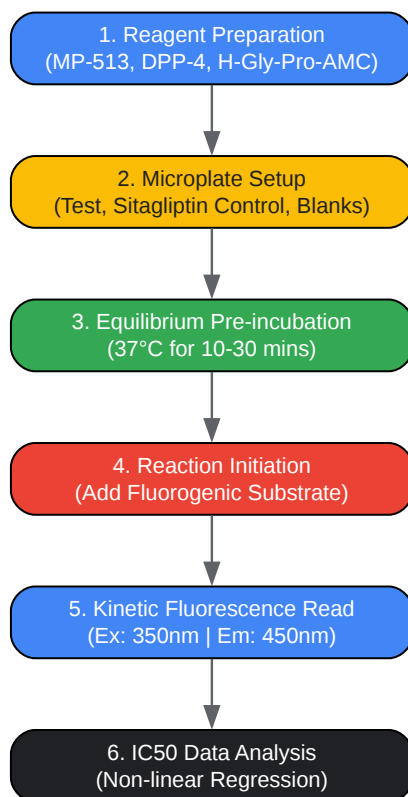 1. Reagent Preparation
(MP-513, DPP-4, H-Gly-Pro-AMC)
2. Microplate Setup
(Test, Sitagliptin Control, Blanks)
3. Equilibrium Pre-incubation
(37°C for 10-30 mins)
4. Reaction Initiation
(Add Fluorogenic Substrate)
5. Kinetic Fluorescence Read
(Ex: 350nm | Em: 450nm)
6. IC50 Data Analysis
(Non-linear Regression)